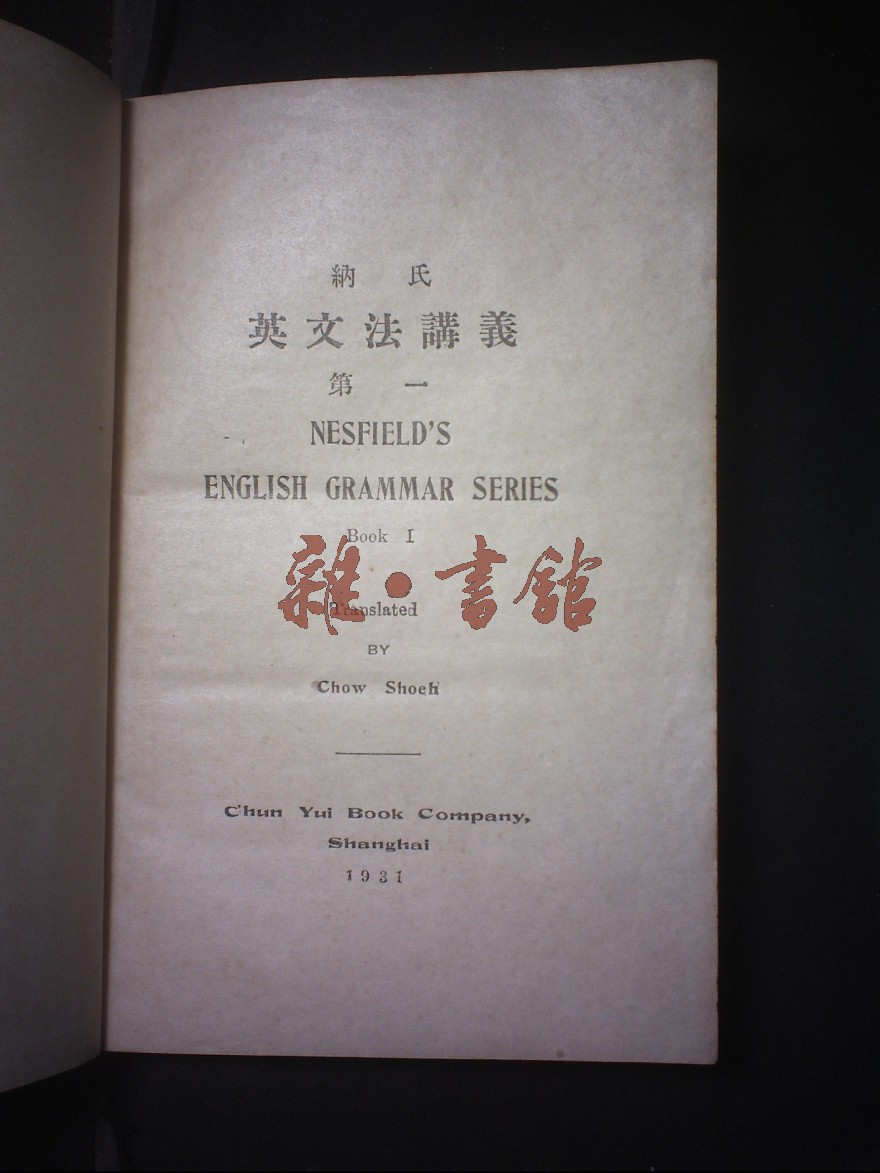 納氏
英文法講義
第一
NESFIELD'S
ENGLISH GRAMMAR SERIES
Book I
雜•書館
Translated
BY
Chow Shoeh
Chun Yui Book Company,
Shanghai
1931